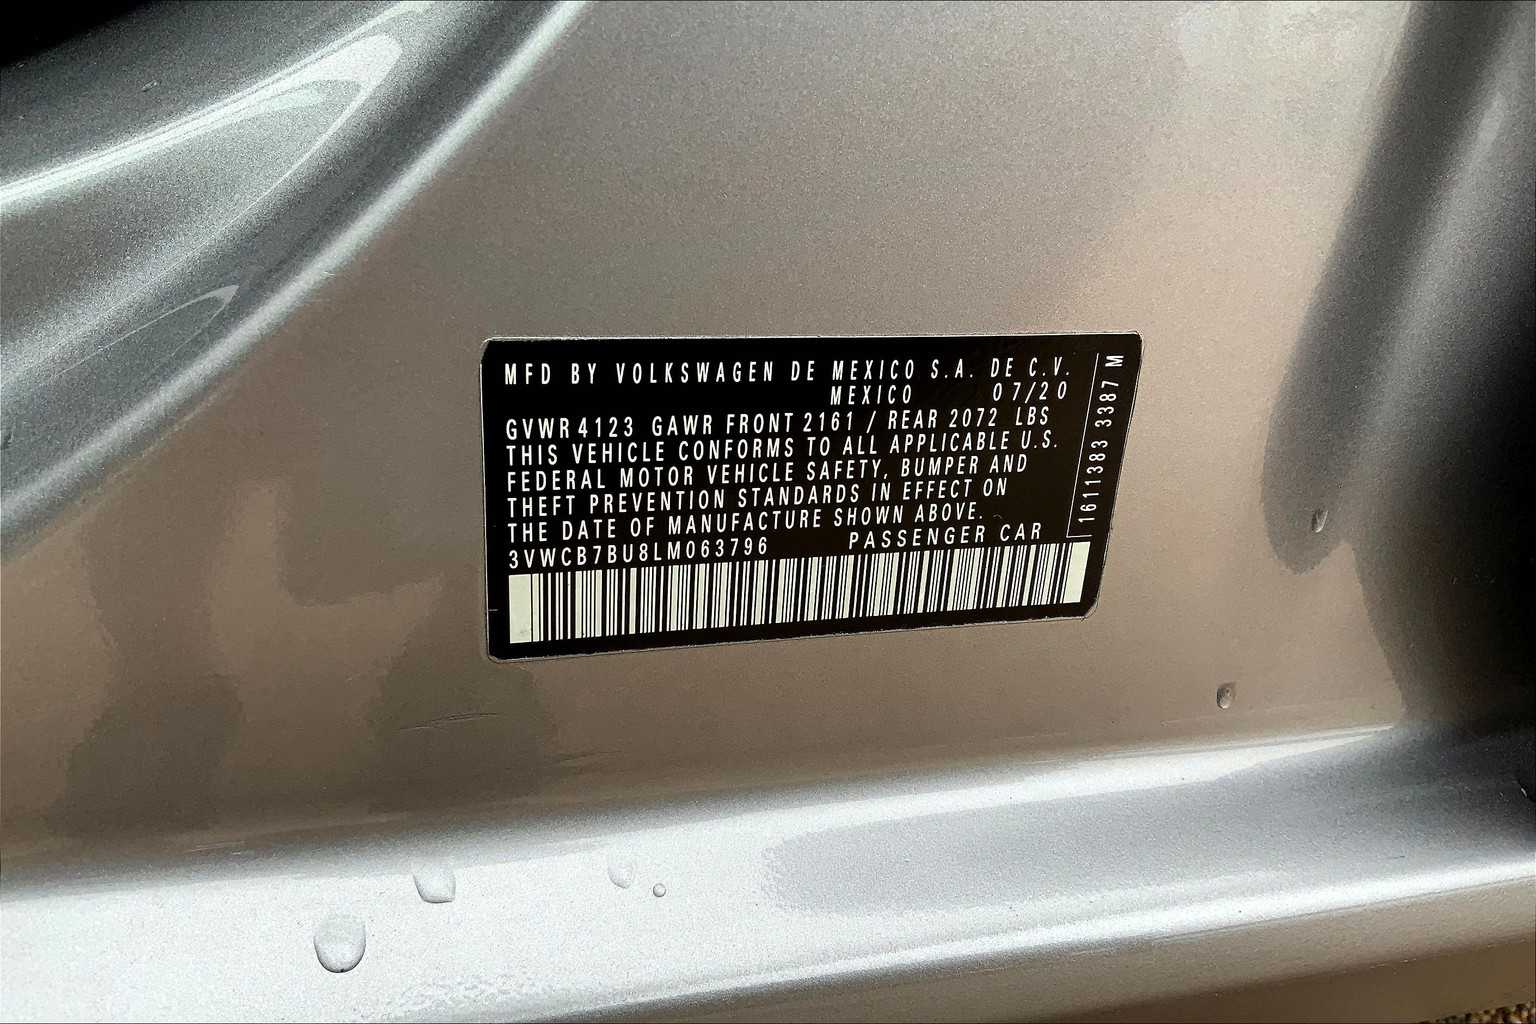 MFD BY VOLKSWAGEN DE MEXICO S.A. DE C.V.
MEXICO 07/20
GVWR 4123 GAWR FRONT 2161 / REAR 2072 LBS
THIS VEHICLE CONFORMS TO ALL APPLICABLE U.S.
FEDERAL MOTOR VEHICLE SAFETY, BUMPER AND
THEFT PREVENTION STANDARDS IN EFFECT ON
THE DATE OF MANUFACTURE SHOWN ABOVE.
3VWCB7BU8LM063796 PASSENGER CAR
1611383 3387 M